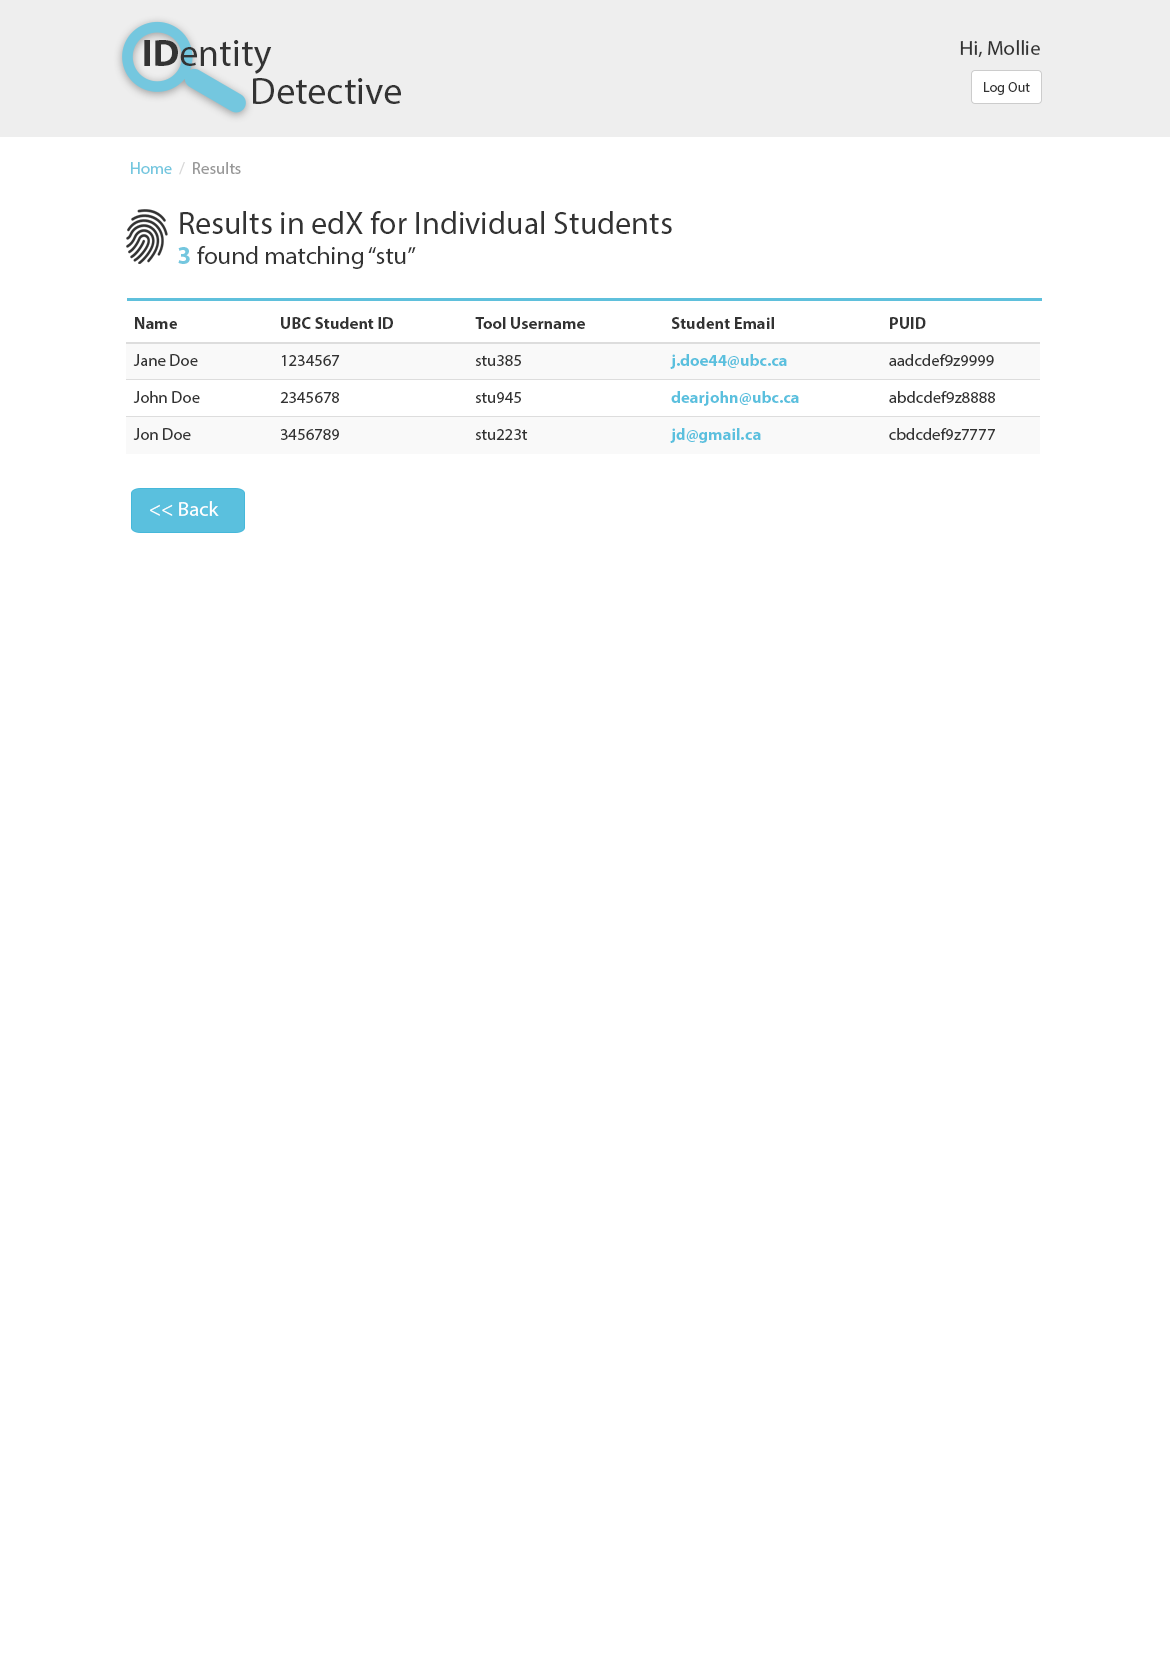 IDentity
Detective
Hi, Mollie
Log Out
Home / Results
Results in edX for Individual Students
3 found matching “stu”
Name UBC Student ID Tool Username Student Email PUID
Jane Doe 1234567 stu385 j.doe44@ubc.ca aadcdef9z9999
John Doe 2345678 stu945 dearjohn@ubc.ca abdcdef9z8888
Jon Doe 3456789 stu223t jd@gmail.ca cbdcdef9z7777
<< Back